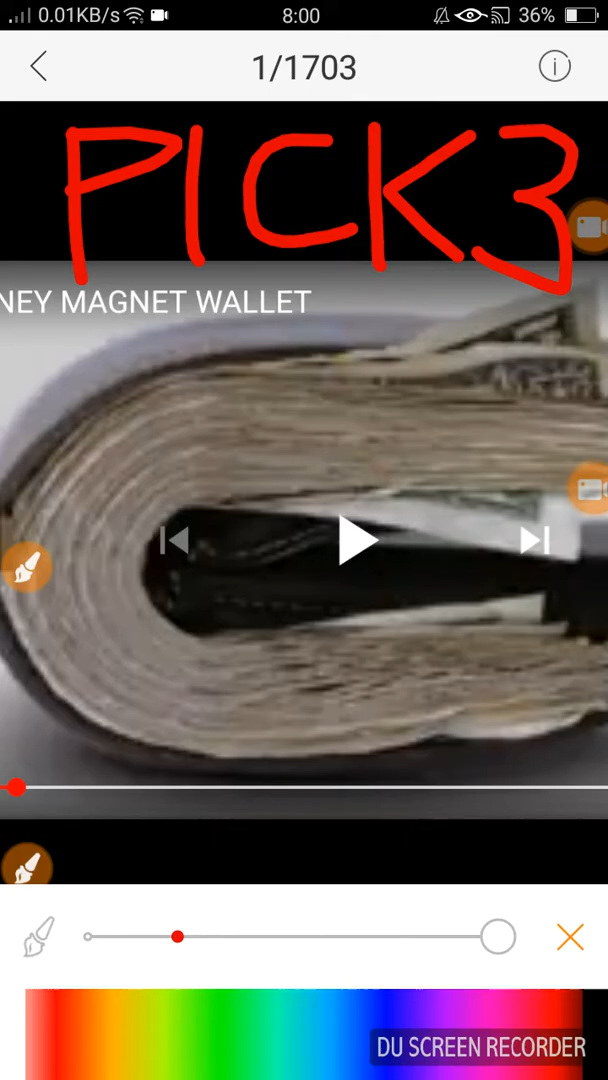 0.01KB/s 8:00 36%
1/1703
PICK3
NEY MAGNET WALLET
DU SCREEN RECORDER